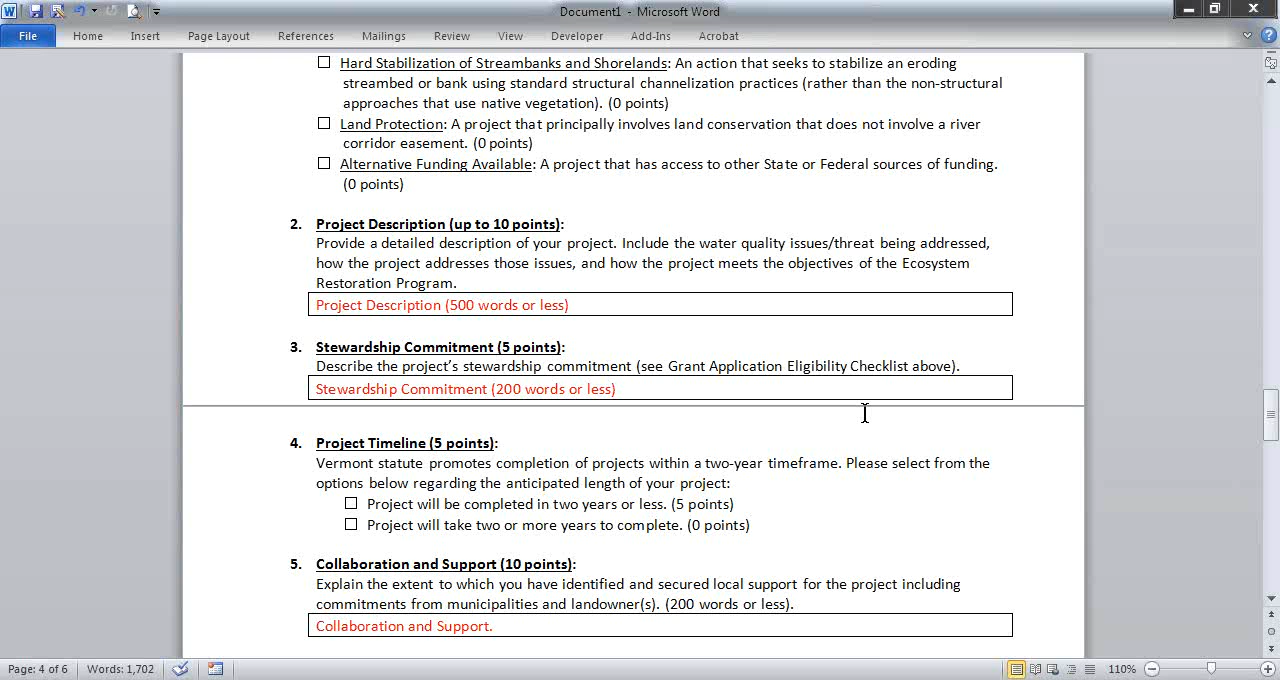 Document1 - Microsoft Word
File Home Insert Page Layout References Mailings Review View Developer Add-Ins Acrobat
Hard Stabilization of Streambanks and Shorelands: An action that seeks to stabilize an eroding
streambed or bank using standard structural channelization practices (rather than the non-structural
approaches that use native vegetation). (0 points)
Land Protection: A project that principally involves land conservation that does not involve a river
corridor easement. (0 points)
Alternative Funding Available: A project that has access to other State or Federal sources of funding.
(0 points)
2. Project Description (up to 10 points):
Provide a detailed description of your project. Include the water quality issues/threat being addressed,
how the project addresses those issues, and how the project meets the objectives of the Ecosystem
Restoration Program.
Project Description (500 words or less)
3. Stewardship Commitment (5 points):
Describe the project's stewardship commitment (see Grant Application Eligibility Checklist above).
Stewardship Commitment (200 words or less)
4. Project Timeline (5 points):
Vermont statute promotes completion of projects within a two-year timeframe. Please select from the
options below regarding the anticipated length of your project:
Project will be completed in two years or less. (5 points)
Project will take two or more years to complete. (0 points)
5. Collaboration and Support (10 points):
Explain the extent to which you have identified and secured local support for the project including
commitments from municipalities and landowner(s). (200 words or less).
Collaboration and Support.
Page: 4 of 6 Words: 1,702 110%